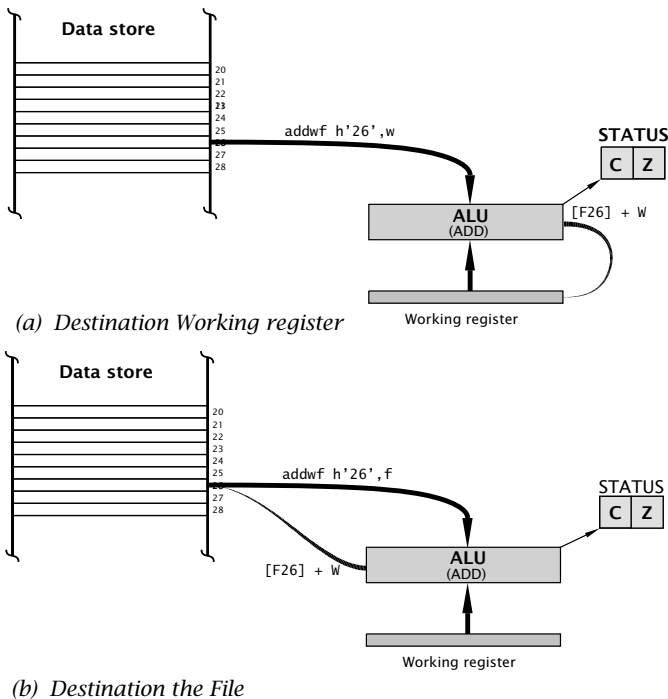 Data store
20
21
22
23
24
25
26
27
28
addwf h'26',w
STATUS
C Z
ALU
(ADD)
[F26] + W
Working register
(a) Destination Working register
Data store
20
21
22
23
24
25
26
27
28
addwf h'26',f
STATUS
C Z
ALU
(ADD)
[F26] + W
Working register
(b) Destination the File